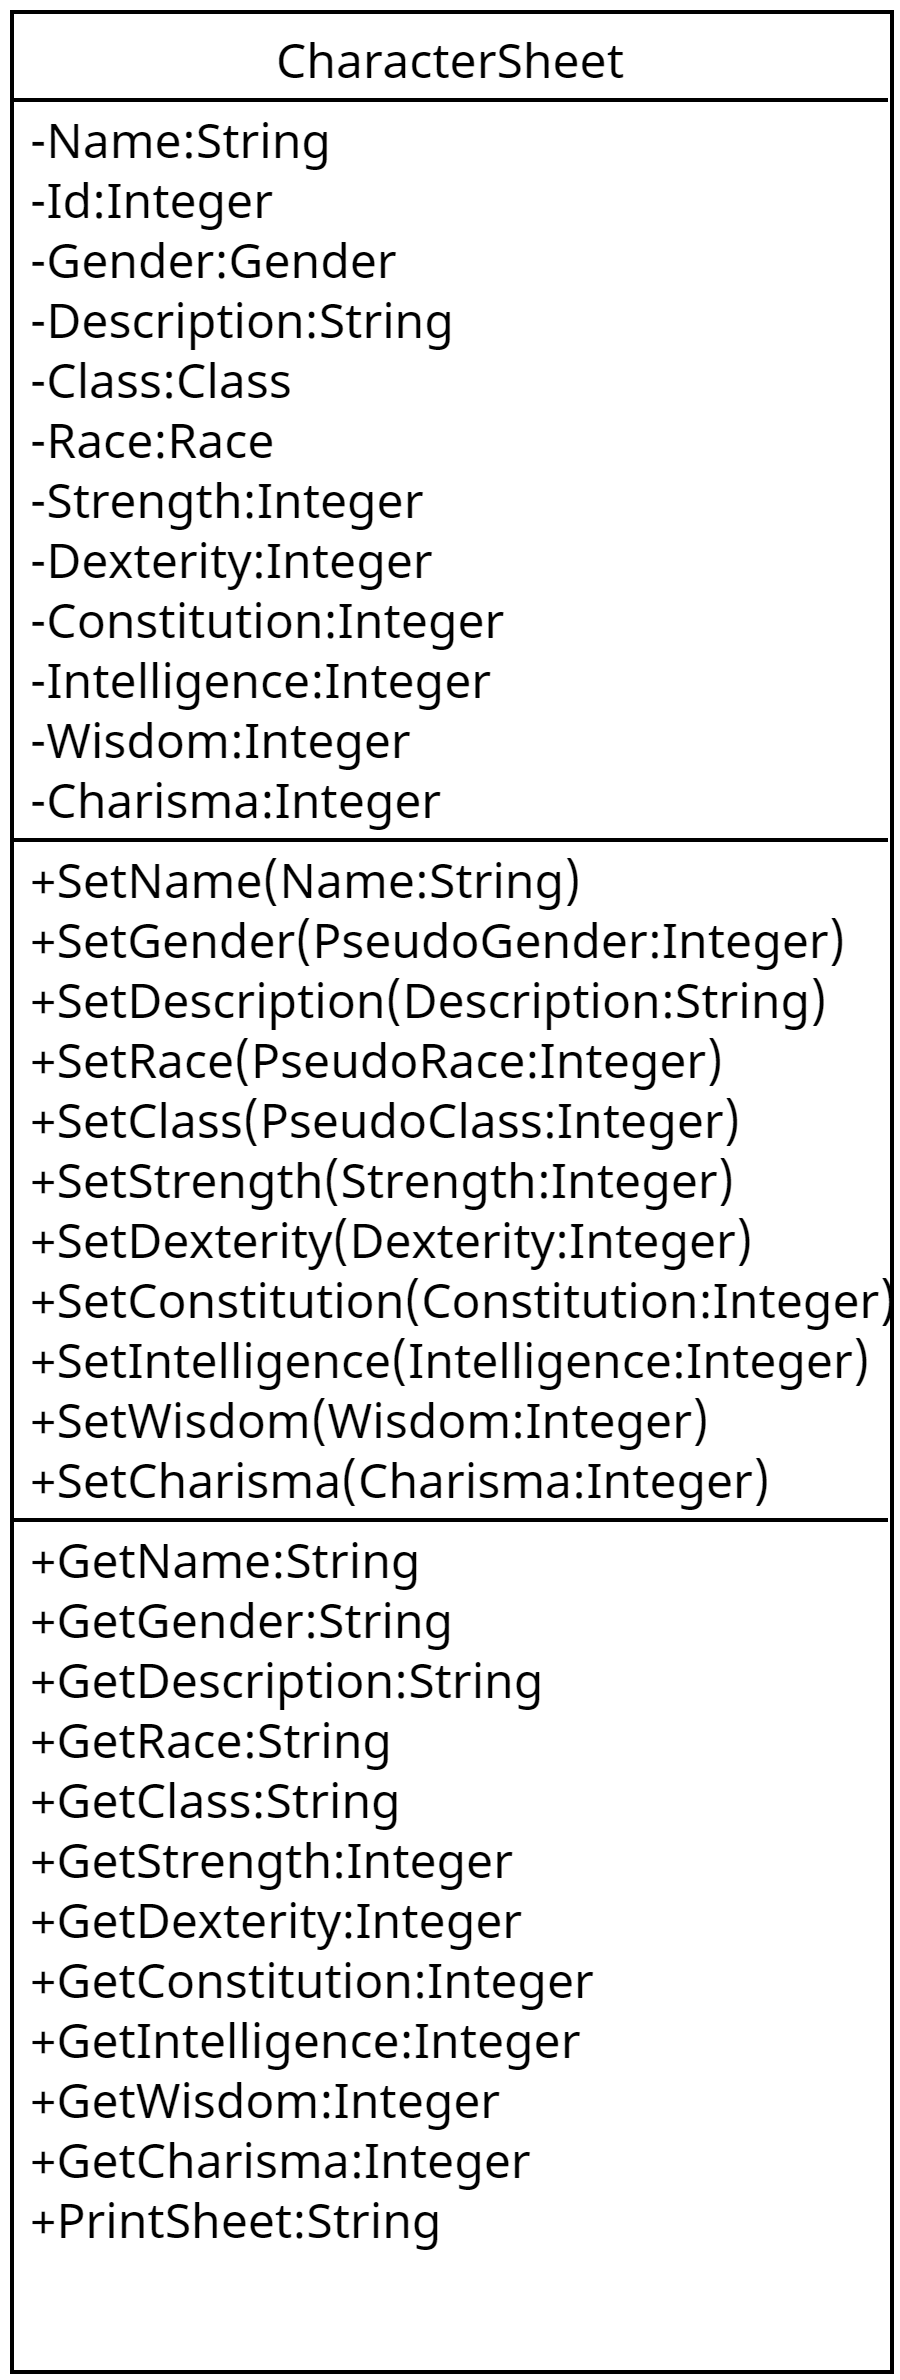 CharacterSheet
-Name:String
-Id:Integer
-Gender:Gender
-Description:String
-Class:Class
-Race:Race
-Strength:Integer
-Dexterity:Integer
-Constitution:Integer
-Intelligence:Integer
-Wisdom:Integer
-Charisma:Integer
+SetName(Name:String)
+SetGender(PseudoGender:Integer)
+SetDescription(Description:String)
+SetRace(PseudoRace:Integer)
+SetClass(PseudoClass:Integer)
+SetStrength(Strength:Integer)
+SetDexterity(Dexterity:Integer)
+SetConstitution(Constitution:Integer)
+SetIntelligence(Intelligence:Integer)
+SetWisdom(Wisdom:Integer)
+SetCharisma(Charisma:Integer)
+GetName:String
+GetGender:String
+GetDescription:String
+GetRace:String
+GetClass:String
+GetStrength:Integer
+GetDexterity:Integer
+GetConstitution:Integer
+GetIntelligence:Integer
+GetWisdom:Integer
+GetCharisma:Integer
+PrintSheet:String